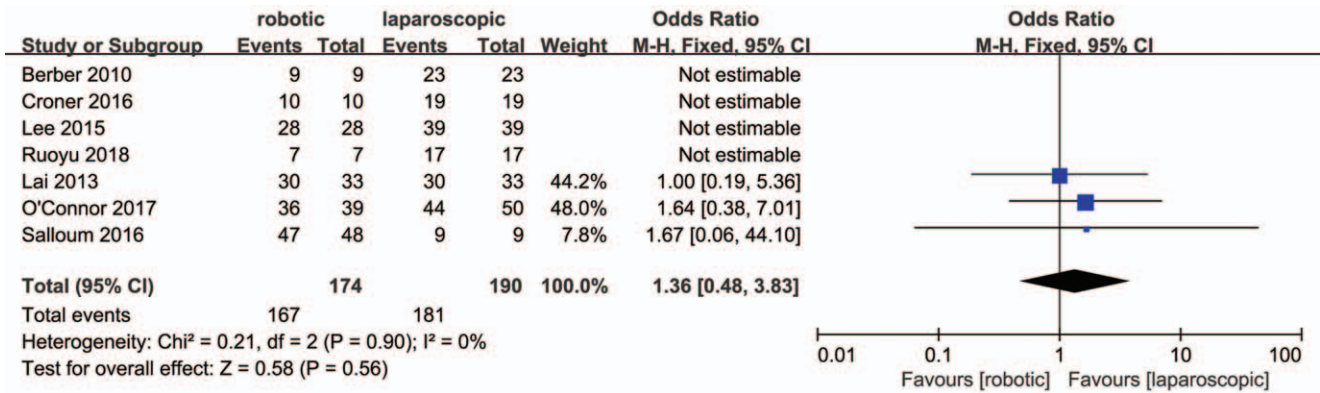 robotic laparoscopic Odds Ratio Odds Ratio
Study or Subgroup Events Total Events Total Weight M-H, Fixed, 95% CI M-H, Fixed, 95% CI
Berber 2010 9 9 23 23 Not estimable
Croner 2016 10 10 19 19 Not estimable
Lee 2015 28 28 39 39 Not estimable
Ruoyu 2018 7 7 17 17 Not estimable
Lai 2013 30 33 30 33 44.2% 1.00 [0.19, 5.36]
O'Connor 2017 36 39 44 50 48.0% 1.64 [0.38, 7.01]
Salloum 2016 47 48 9 9 7.8% 1.67 [0.06, 44.10]
Total (95% CI) 174 190 100.0% 1.36 [0.48, 3.83]
Total events 167 181
Heterogeneity: Chi² = 0.21, df = 2 (P = 0.90); I² = 0%
Test for overall effect: Z = 0.58 (P = 0.56)
0.01 0.1 1 10 100
Favours [robotic] Favours [laparoscopic]